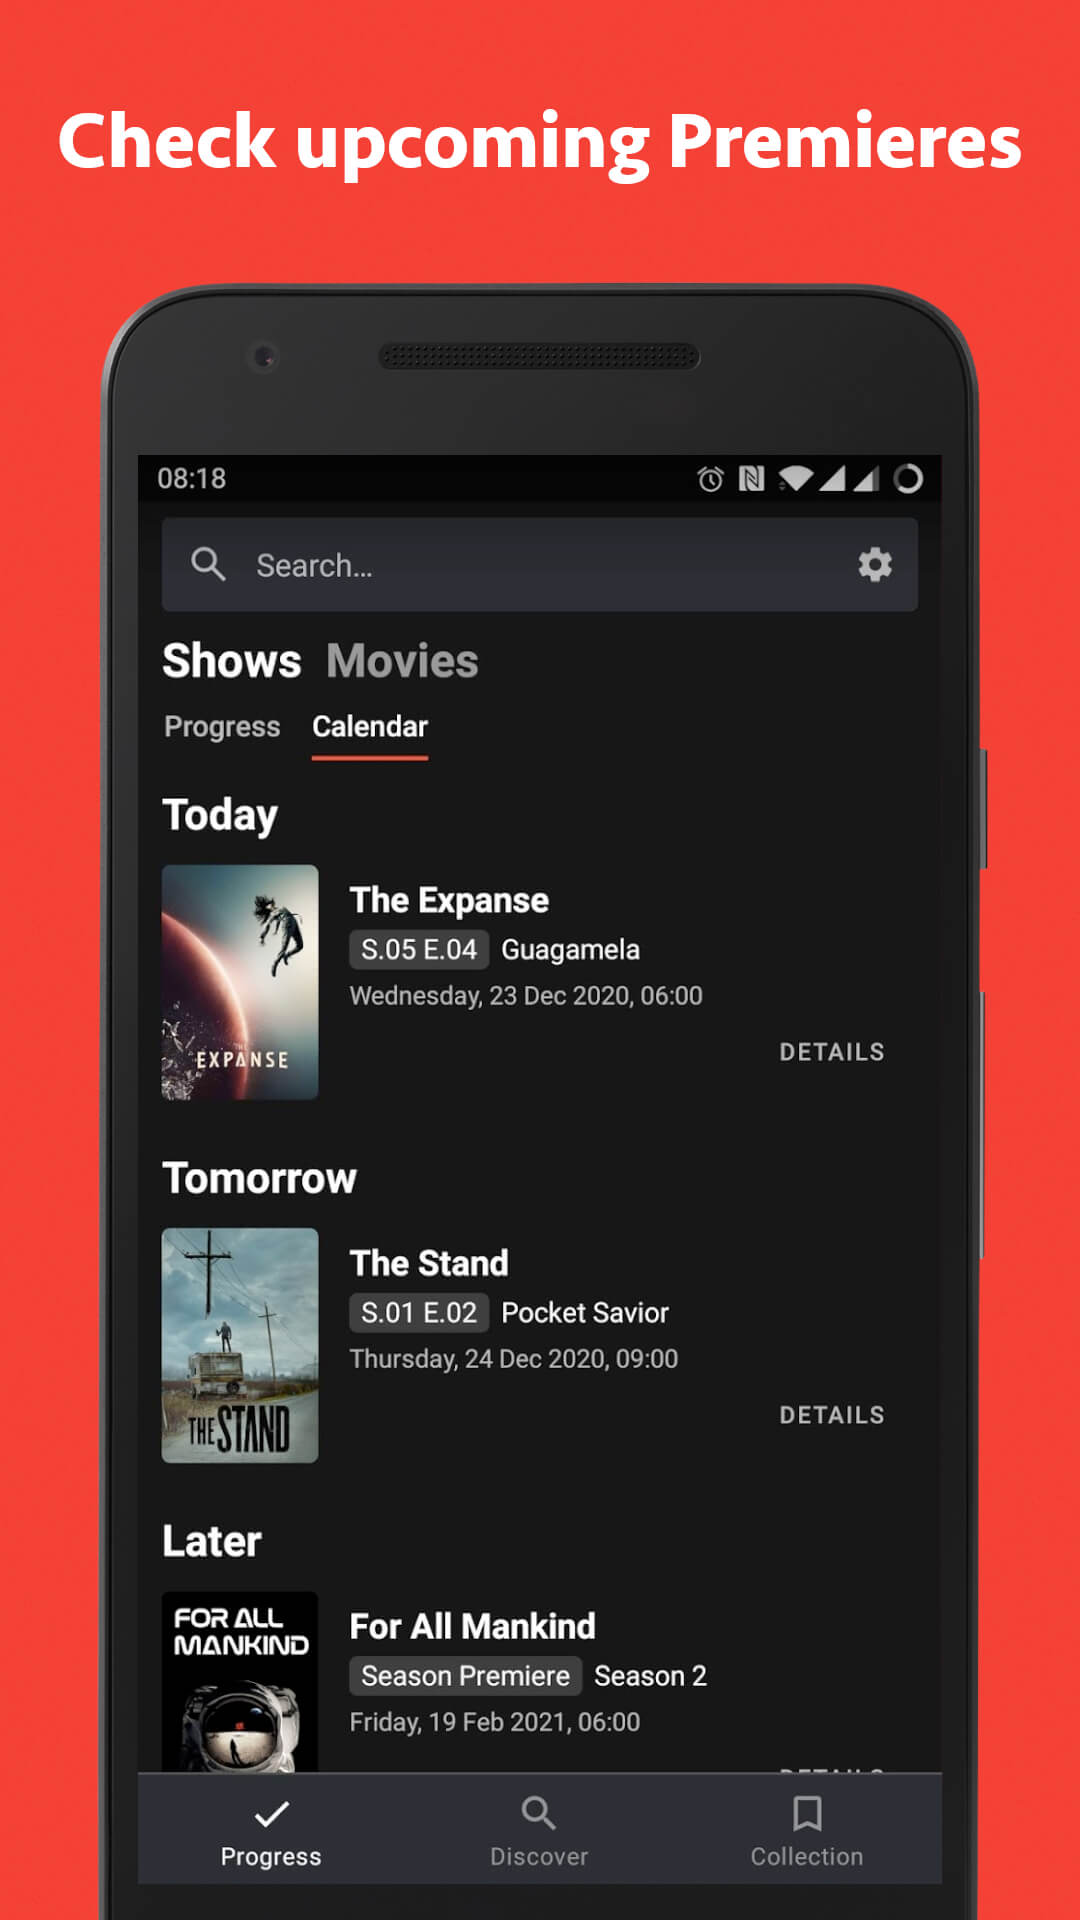 Check upcoming Premieres
08:18
Search...
Shows Movies
Progress Calendar
Today
THE
EXPANSE
The Expanse
S.05 E.04 Guagamela
Wednesday, 23 Dec 2020, 06:00
DETAILS
Tomorrow
THE STAND
The Stand
S.01 E.02 Pocket Savior
Thursday, 24 Dec 2020, 09:00
DETAILS
Later
FOR ALL
MANKIND
For All Mankind
Season Premiere Season 2
Friday, 19 Feb 2021, 06:00
DETAILS
Progress Discover Collection